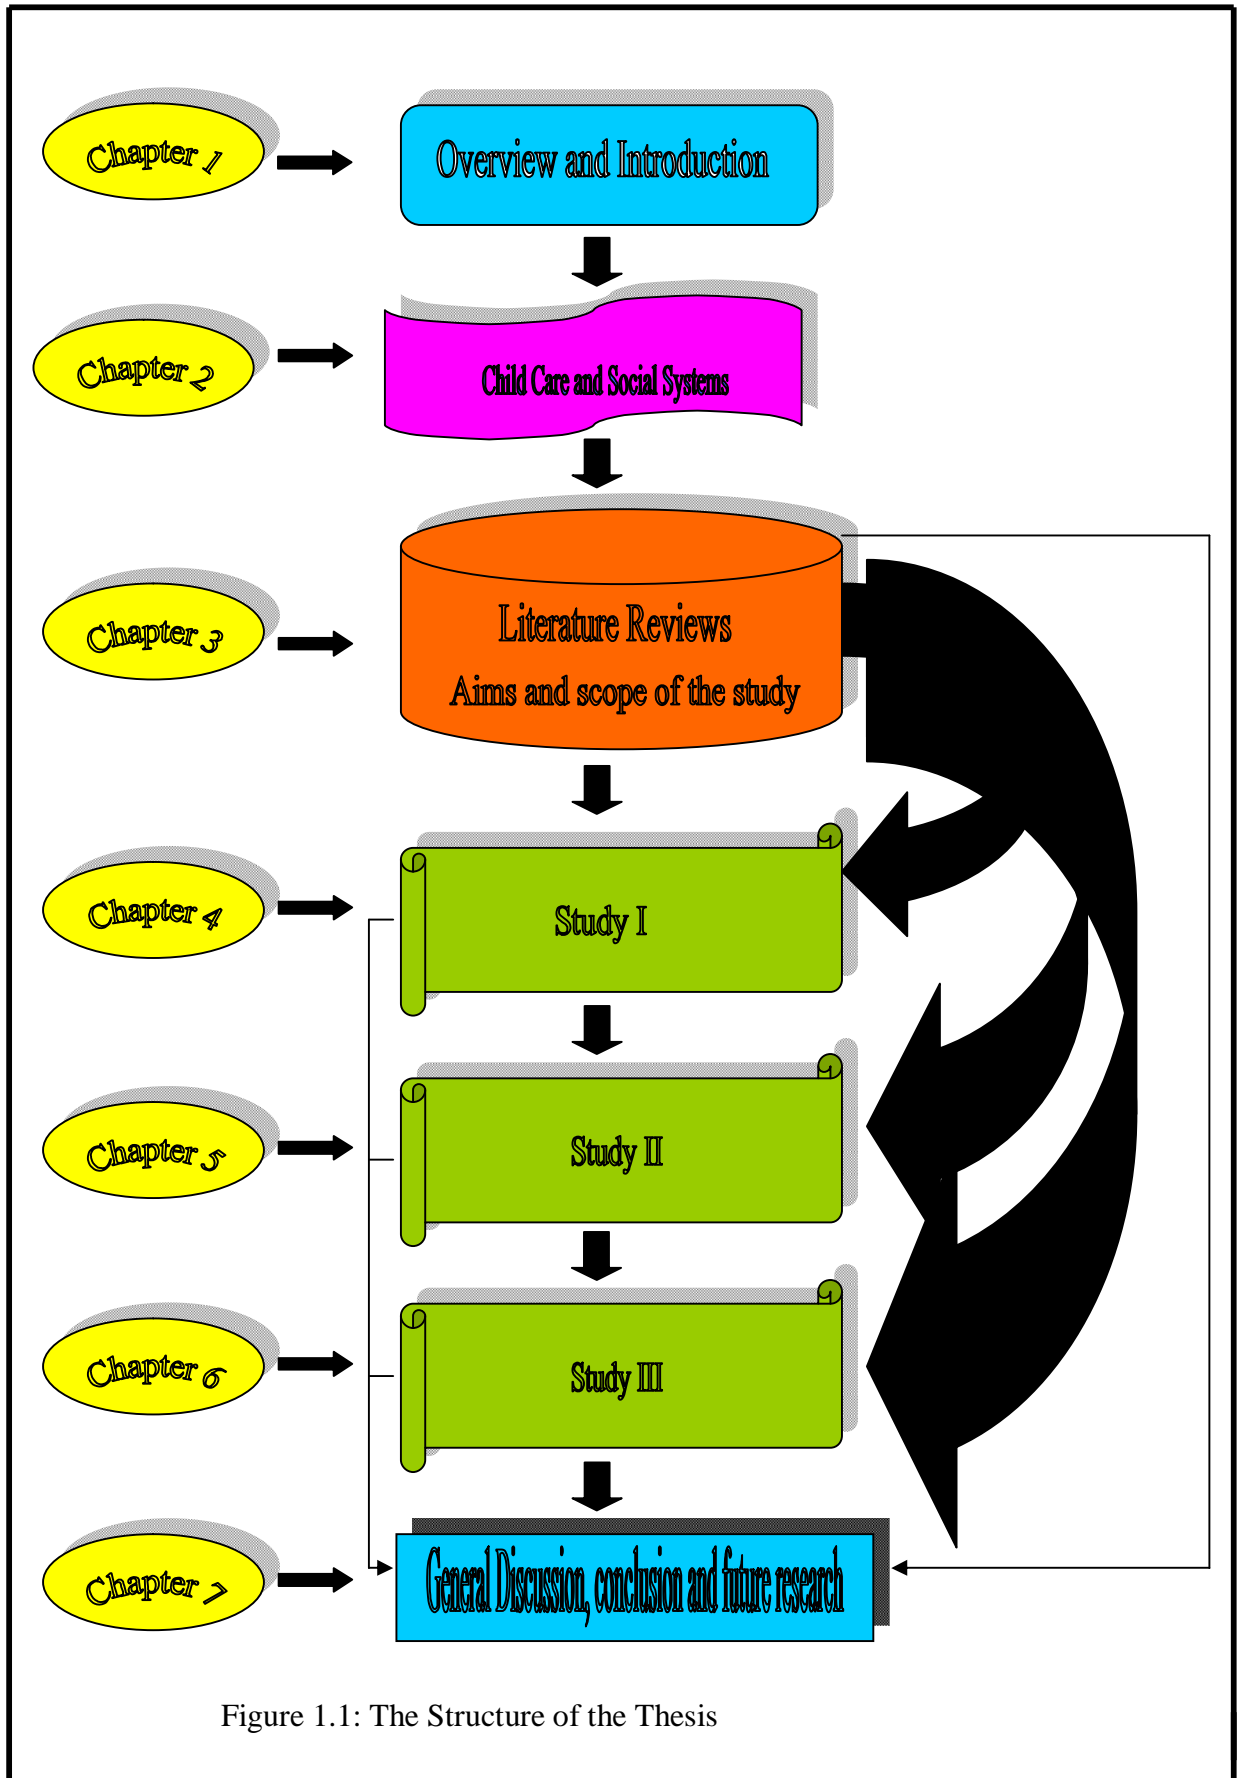 Chapter 1
Overview and Introduction
Chapter 2
Child Care and Social Systems
Chapter 3
Literature Reviews
Aims and scope of the study
Chapter 4
Study I
Chapter 5
Study II
Chapter 6
Study III
Chapter 7
General Discussion, conclusion and future research
Figure 1.1: The Structure of the Thesis